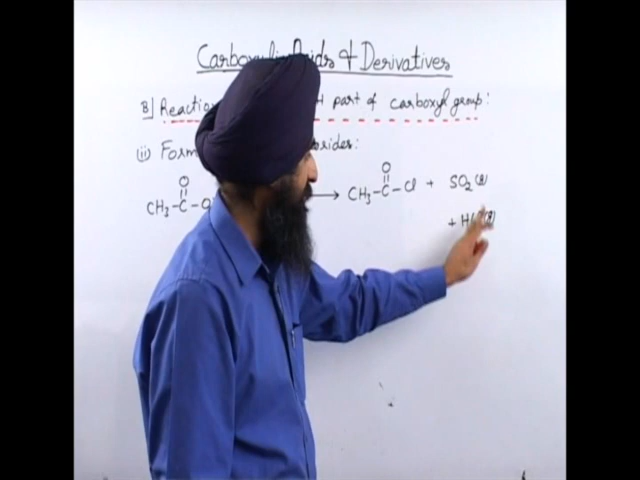 Carboxylic Acids & Derivatives
B] Reaction part of carboxyl group:
(ii) Form
O O
CH3-C-O → CH3-C-Cl + SO2(g)
+ H (g)